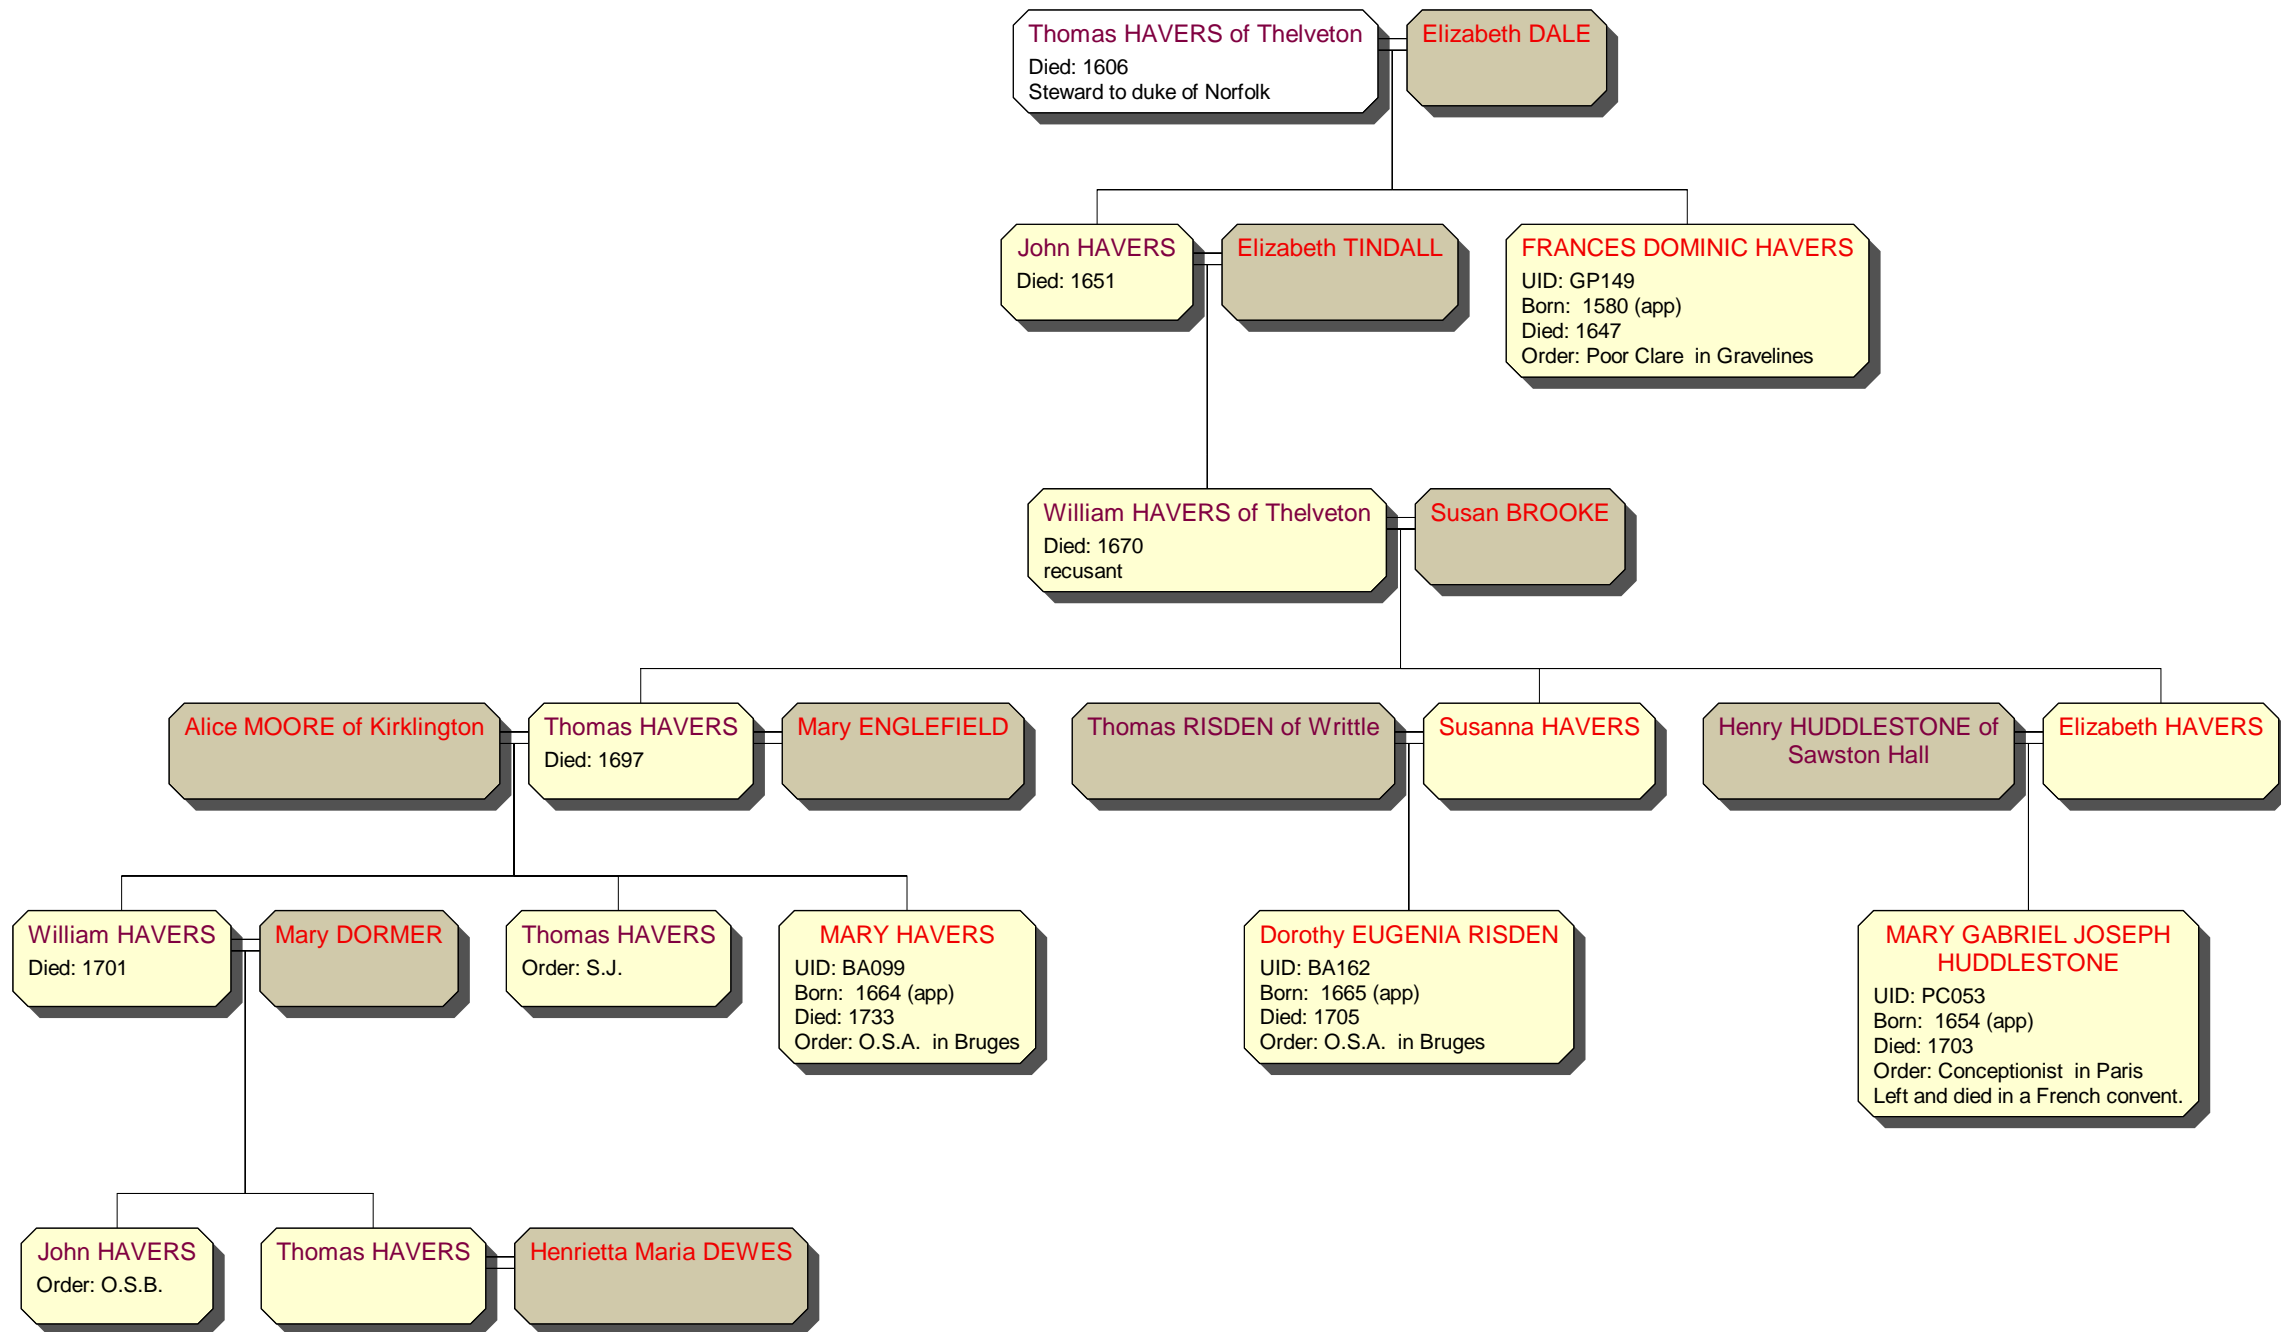 Thomas HAVERS of Thelveton
Died: 1606
Steward to duke of Norfolk
Elizabeth DALE
John HAVERS
Died: 1651
Elizabeth TINDALL
FRANCES DOMINIC HAVERS
UID: GP149
Born:  1580 (app)
Died: 1647
Order: Poor Clare  in Gravelines
William HAVERS of Thelveton
Died: 1670
recusant
Susan BROOKE
Alice MOORE of Kirklington
Thomas HAVERS
Died: 1697
Mary ENGLEFIELD
Thomas RISDEN of Writtle
Susanna HAVERS
Henry HUDDLESTONE of
Sawston Hall
Elizabeth HAVERS
William HAVERS
Died: 1701
Mary DORMER
Thomas HAVERS
Order: S.J.
MARY HAVERS
UID: BA099
Born:  1664 (app)
Died: 1733
Order: O.S.A.  in Bruges
Dorothy EUGENIA RISDEN
UID: BA162
Born:  1665 (app)
Died: 1705
Order: O.S.A.  in Bruges
MARY GABRIEL JOSEPH
HUDDLESTONE
UID: PC053
Born:  1654 (app)
Died: 1703
Order: Conceptionist  in Paris
Left and died in a French convent.
John HAVERS
Order: O.S.B.
Thomas HAVERS
Henrietta Maria DEWES